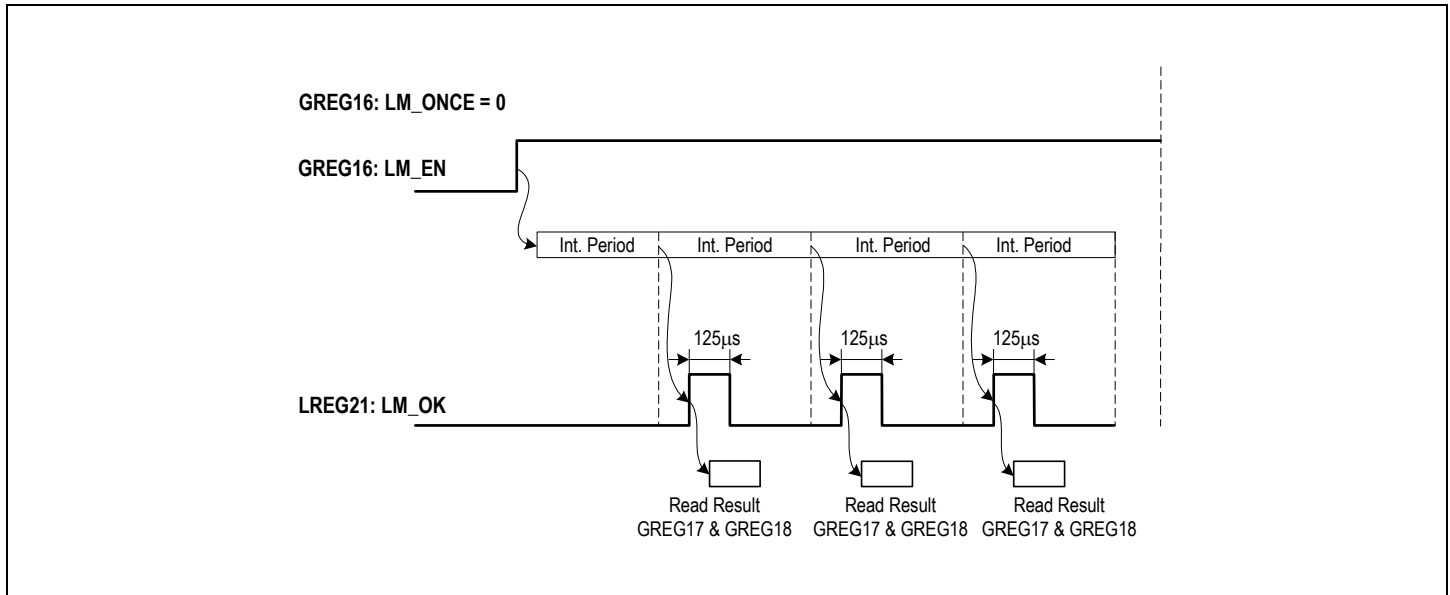 GREG16: LM_ONCE = 0
GREG16: LM_EN
Int. Period Int. Period Int. Period Int. Period
125μs 125μs 125μs
LREG21: LM_OK
Read Result Read Result Read Result
GREG17 & GREG18 GREG17 & GREG18 GREG17 & GREG18